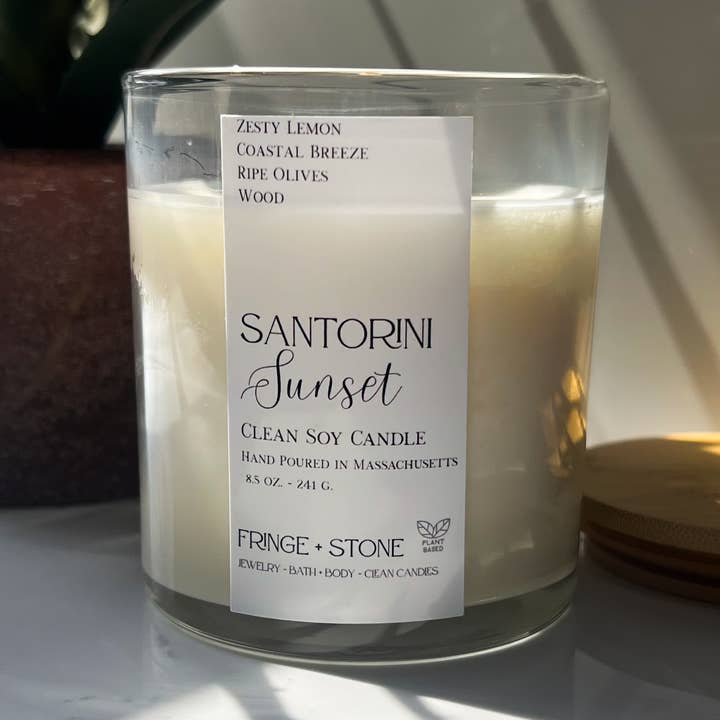 ZESTY LEMON
COASTAL BREEZE
RIPE OLIVES
WOOD
SANTORINI
Sunset
CLEAN SOY CANDLE
HAND POURED IN MASSACHUSETTS
8.5 OZ. - 241 G.
FRINGE + STONE
PLANT
BASED
JEWELRY - BATH + BODY - CLEAN CANDLES